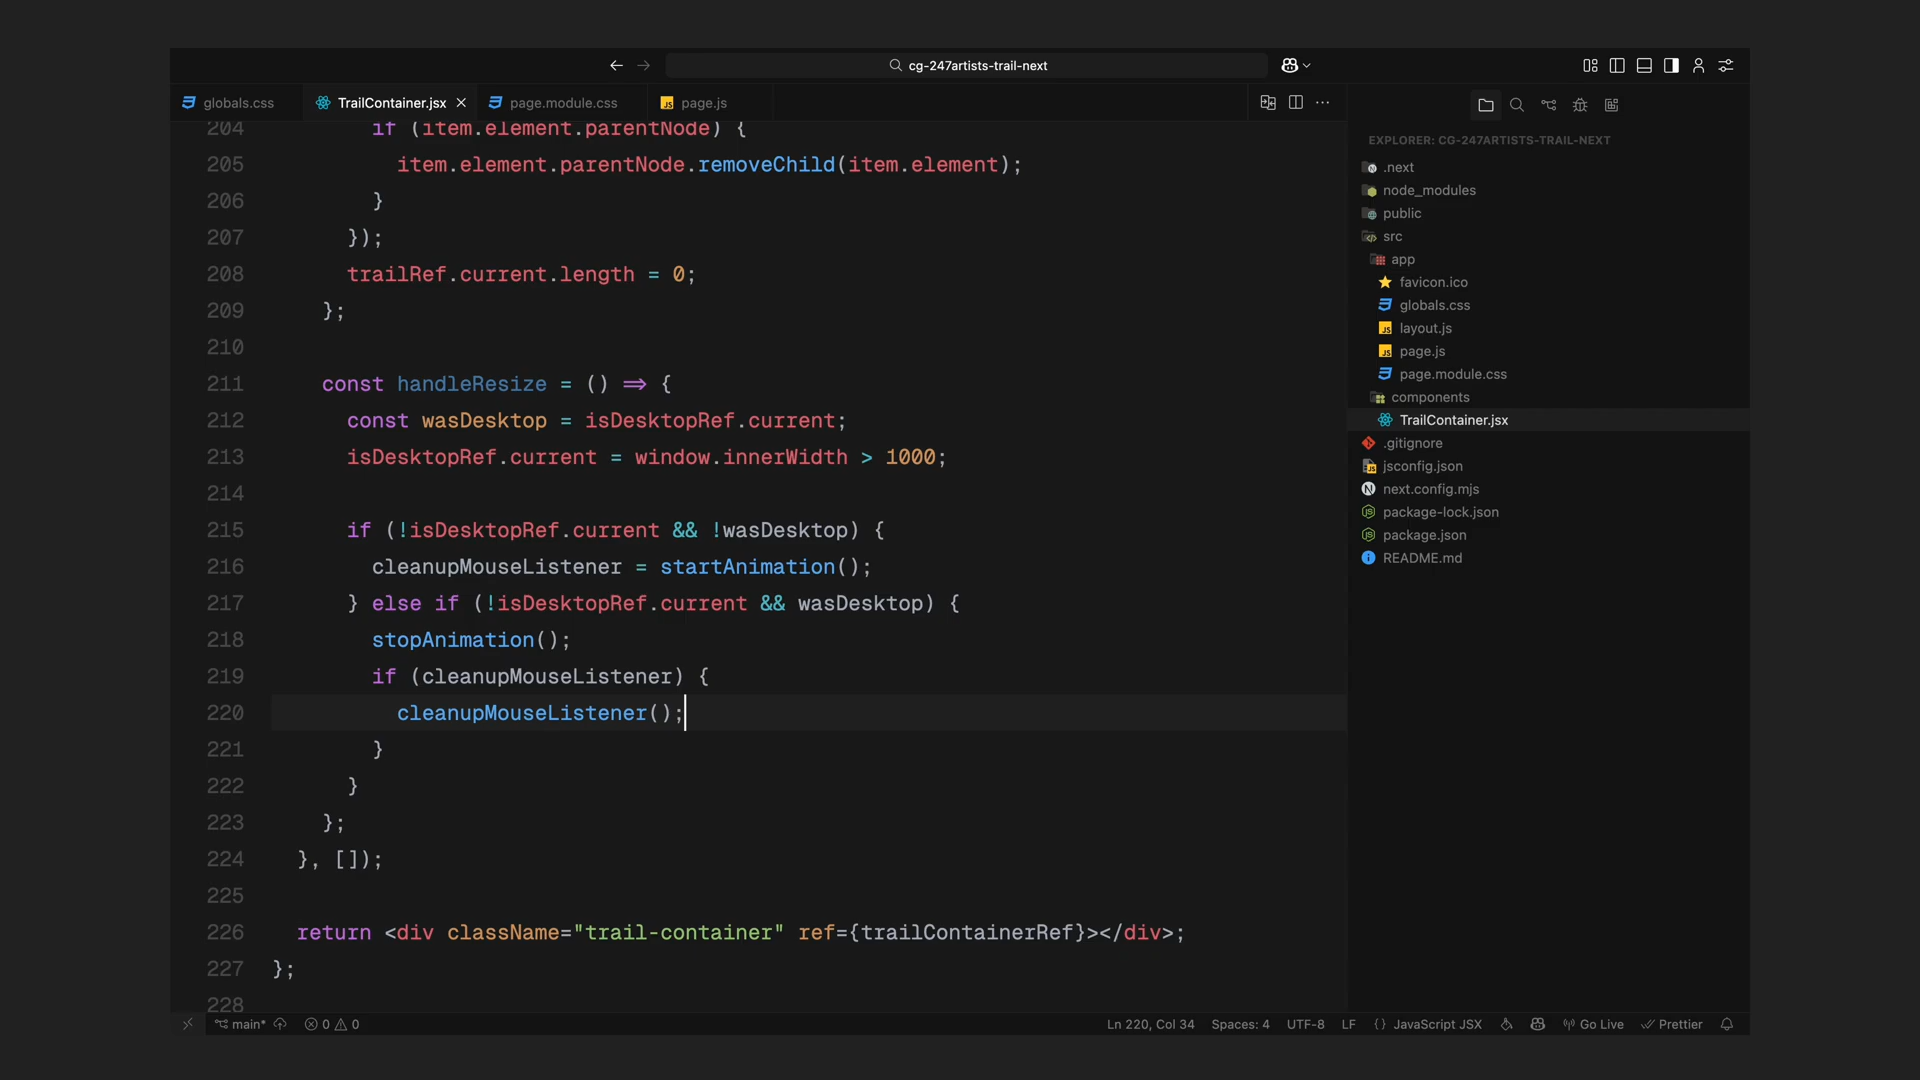 cg-247artists-trail-next
globals.css
TrailContainer.jsx
page.module.css
page.js
204 if (item.element.parentNode) {
205 item.element.parentNode.removeChild(item.element);
206 }
207 });
208 trailRef.current.length = 0;
209 };
210
211 const handleResize = () => {
212 const wasDesktop = isDesktopRef.current;
213 isDesktopRef.current = window.innerWidth > 1000;
214
215 if (!isDesktopRef.current && !wasDesktop) {
216 cleanupMouseListener = startAnimation();
217 } else if (!isDesktopRef.current && wasDesktop) {
218 stopAnimation();
219 if (cleanupMouseListener) {
220 cleanupMouseListener();
221 }
222 }
223 };
224 }, []);
225
226 return <div className="trail-container" ref={trailContainerRef}></div>;
227 };
228
EXPLORER: CG-247ARTISTS-TRAIL-NEXT
.next
node_modules
public
src
app
favicon.ico
globals.css
layout.js
page.js
page.module.css
components
TrailContainer.jsx
.gitignore
jsconfig.json
next.config.mjs
package-lock.json
package.json
README.md
main* 0 0 Ln 220, Col 34 Spaces: 4 UTF-8 LF {} JavaScript JSX Go Live Prettier